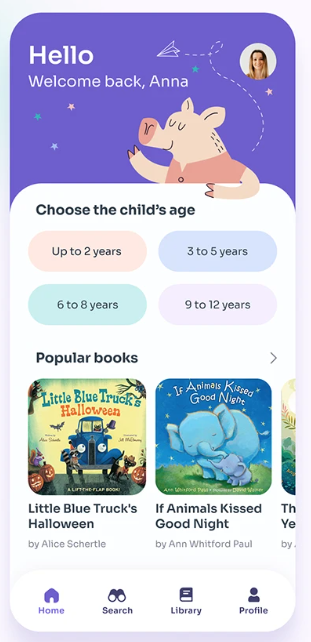 Hello
Welcome back, Anna
Choose the child's age
Up to 2 years
3 to 5 years
6 to 8 years
9 to 12 years
Popular books
Little Blue Truck's
Halloween
Alice Schertle
Jill McElmurry
A LIFT-THE-FLAP BOOK!
If Animals Kissed
Good Night
Ann Whitford Paul
David Walker
Little Blue Truck's
Halloween
by Alice Schertle
If Animals Kissed
Good Night
by Ann Whitford Paul
Th
Ye
by
Home
Search
Library
Profile